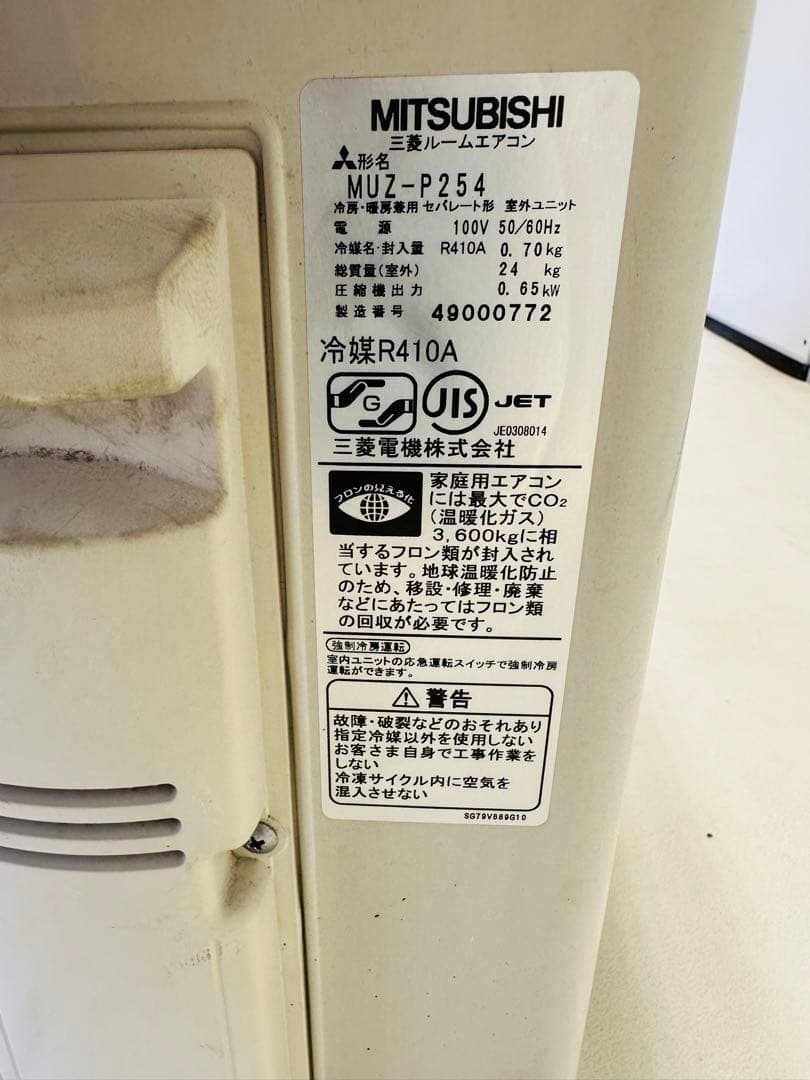 MITSUBISHI
三菱ルームエアコン
形名
MUZ-P254
冷房・暖房兼用 セパレート形 室外ユニット
電源 100V 50/60Hz
冷媒名・封入量 R410A 0.70kg
総質量(室外) 24 kg
圧縮機出力 0.65kW
製造番号 49000772
冷媒R410A
G JIS JET
JE0308014
三菱電機株式会社
フロンの見える化
家庭用エアコン
には最大でCO₂
(温暖化ガス)
3,600kgに相
当するフロン類が封入され
ています。地球温暖化防止
のため、移設・修理・廃棄
などにあたってはフロン類
の回収が必要です。
強制冷房運転
室内ユニットの応急運転スイッチで強制冷房
運転ができます。
警告
故障・破裂などのおそれあり
指定冷媒以外を使用しない
お客さま自身で工事作業を
しない
冷凍サイクル内に空気を
混入させない
SG79V889G10